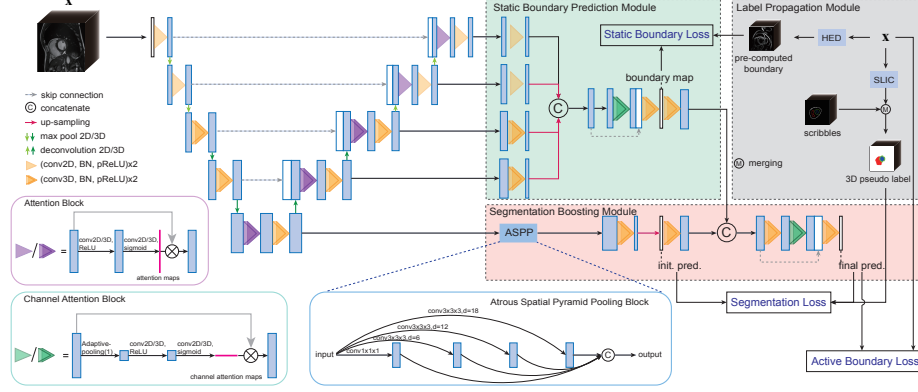 x
Static Boundary Prediction Module
Label Propagation Module
Static Boundary Loss
HED
x
pre-computed
boundary
SLIC
boundary map
skip connection
C concatenate
up-sampling
max pool 2D/3D
deconvolution 2D/3D
(conv2D, BN, pReLU)x2
(conv3D, BN, pReLU)x2
C
M
scribbles
M merging
3D pseudo label
Attention Block
/ =
conv2D/3D,
ReLU
conv2D/3D,
sigmoid
attention maps
Segmentation Boosting Module
ASPP
C
init. pred.
final pred.
Segmentation Loss
Active Boundary Loss
Channel Attention Block
/ =
Adaptive-
pooling(1)
conv2D/3D,
ReLU
conv2D/3D,
sigmoid
channel attention maps
Atrous Spatial Pyramid Pooling Block
conv3x3x3,d=18
conv3x3x3,d=12
conv3x3x3,d=6
input
conv1x1x1
C
output